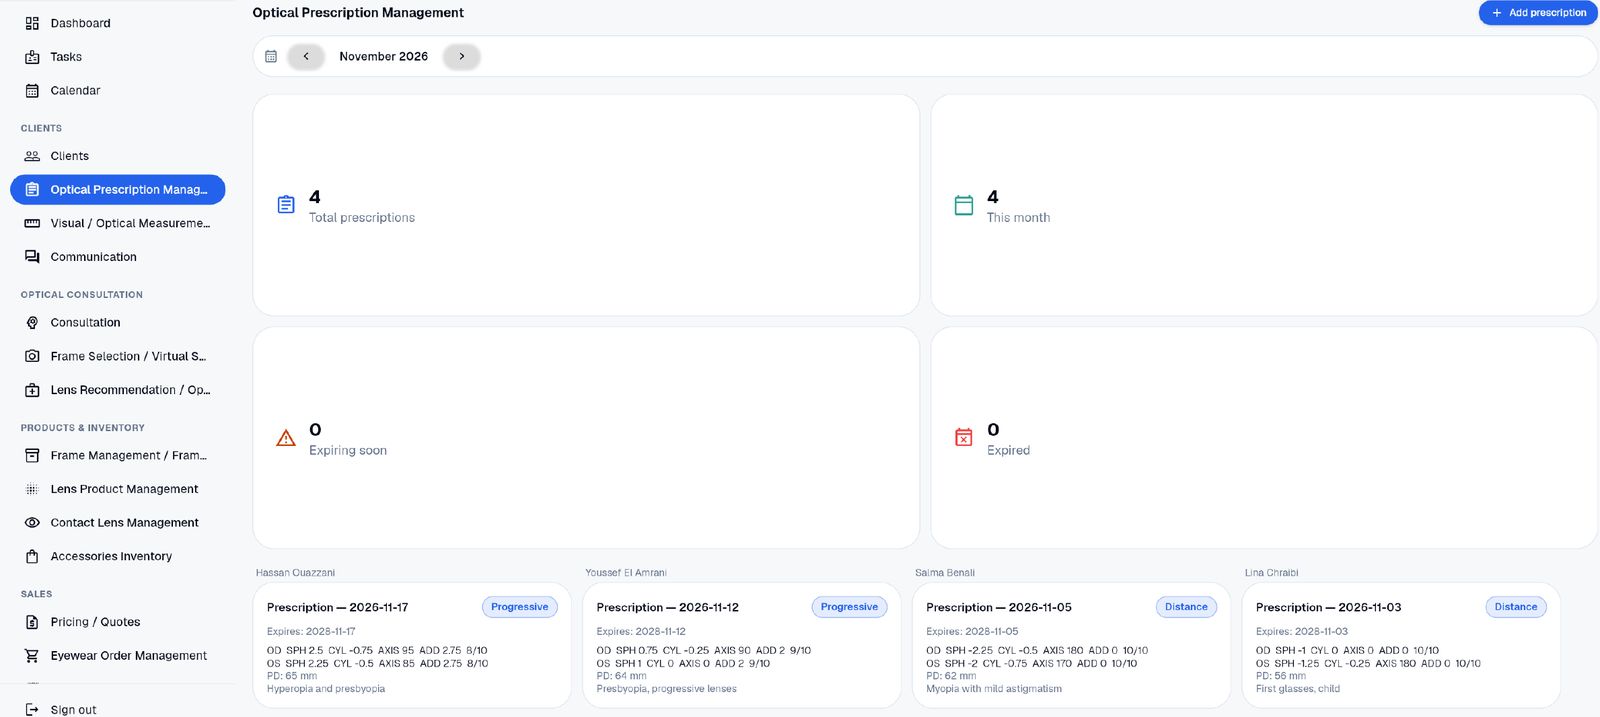 Dashboard
Tasks
Calendar
CLIENTS
Clients
Optical Prescription Manag...
Visual / Optical Measureme...
Communication
OPTICAL CONSULTATION
Consultation
Frame Selection / Virtual S...
Lens Recommendation / Op...
PRODUCTS & INVENTORY
Frame Management / Fram...
Lens Product Management
Contact Lens Management
Accessories Inventory
SALES
Pricing / Quotes
Eyewear Order Management
Sign out
Optical Prescription Management
+ Add prescription
November 2026
4
Total prescriptions
4
This month
0
Expiring soon
0
Expired
Hassan Ouazzani
Prescription — 2026-11-17 Progressive
Expires: 2028-11-17
OD SPH 2.5 CYL -0.75 AXIS 95 ADD 2.75 8/10
OS SPH 2.25 CYL -0.5 AXIS 85 ADD 2.75 8/10
PD: 65 mm
Hyperopia and presbyopia
Youssef El Amrani
Prescription — 2026-11-12 Progressive
Expires: 2028-11-12
OD SPH 0.75 CYL -0.25 AXIS 90 ADD 2 9/10
OS SPH 1 CYL 0 AXIS 0 ADD 2 9/10
PD: 64 mm
Presbyopia, progressive lenses
Salma Benali
Prescription — 2026-11-05 Distance
Expires: 2028-11-05
OD SPH -2.25 CYL -0.5 AXIS 180 ADD 0 10/10
OS SPH -2 CYL -0.75 AXIS 170 ADD 0 10/10
PD: 62 mm
Myopia with mild astigmatism
Lina Chraibi
Prescription — 2026-11-03 Distance
Expires: 2028-11-03
OD SPH -1 CYL 0 AXIS 0 ADD 0 10/10
OS SPH -1.25 CYL -0.25 AXIS 180 ADD 0 10/10
PD: 56 mm
First glasses, child